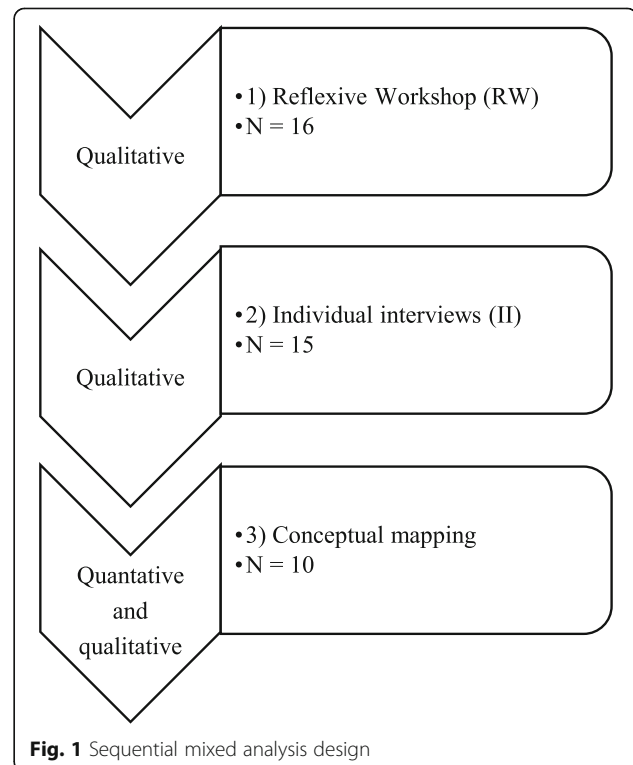 Qualitative
•1) Reflexive Workshop (RW)
•N = 16
Qualitative
•2) Individual interviews (II)
•N = 15
Quantative
and
qualitative
•3) Conceptual mapping
•N = 10
Fig. 1 Sequential mixed analysis design